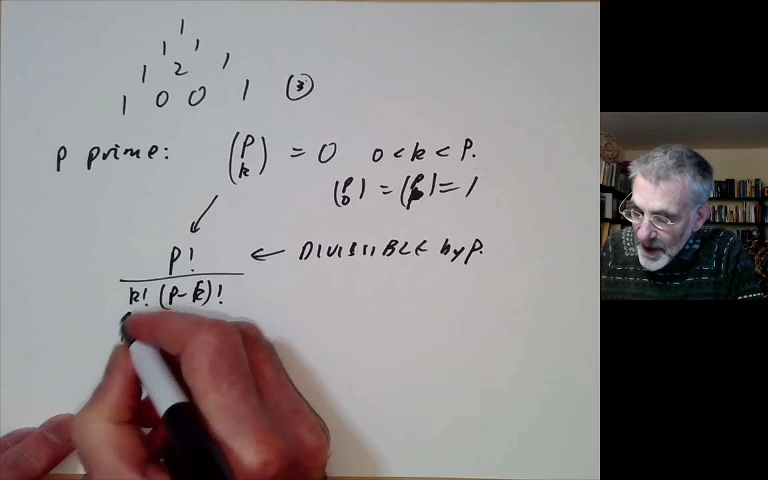 1
1 1
1 2 1
1 0 0 1 (3)
p prime: (p k) = 0 0 < k < p.
(p 0) = (p p) = 1
p! ← DIVISIBLE by p.
k! (p-k)!